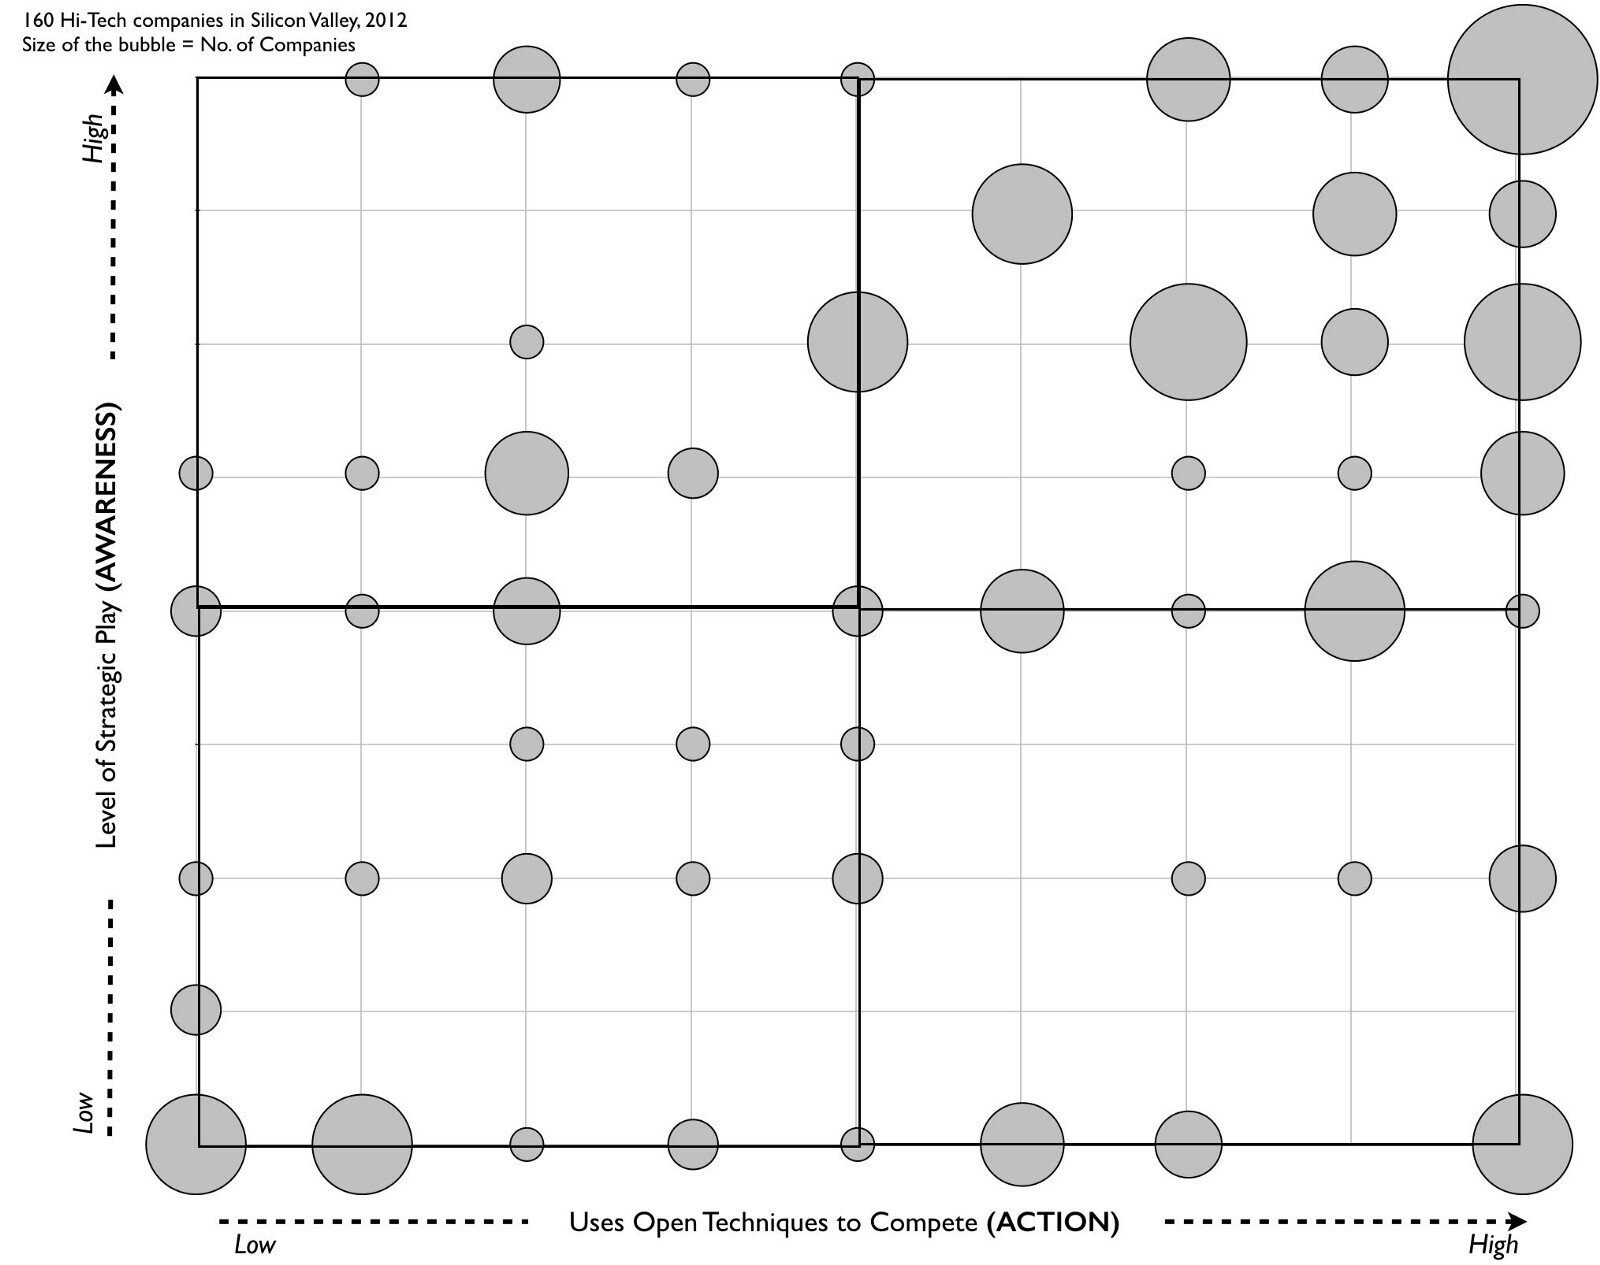 160 Hi-Tech companies in Silicon Valley, 2012
Size of the bubble = No. of Companies
High
Level of Strategic Play (AWARENESS)
Low
Uses Open Techniques to Compete (ACTION)
Low
High